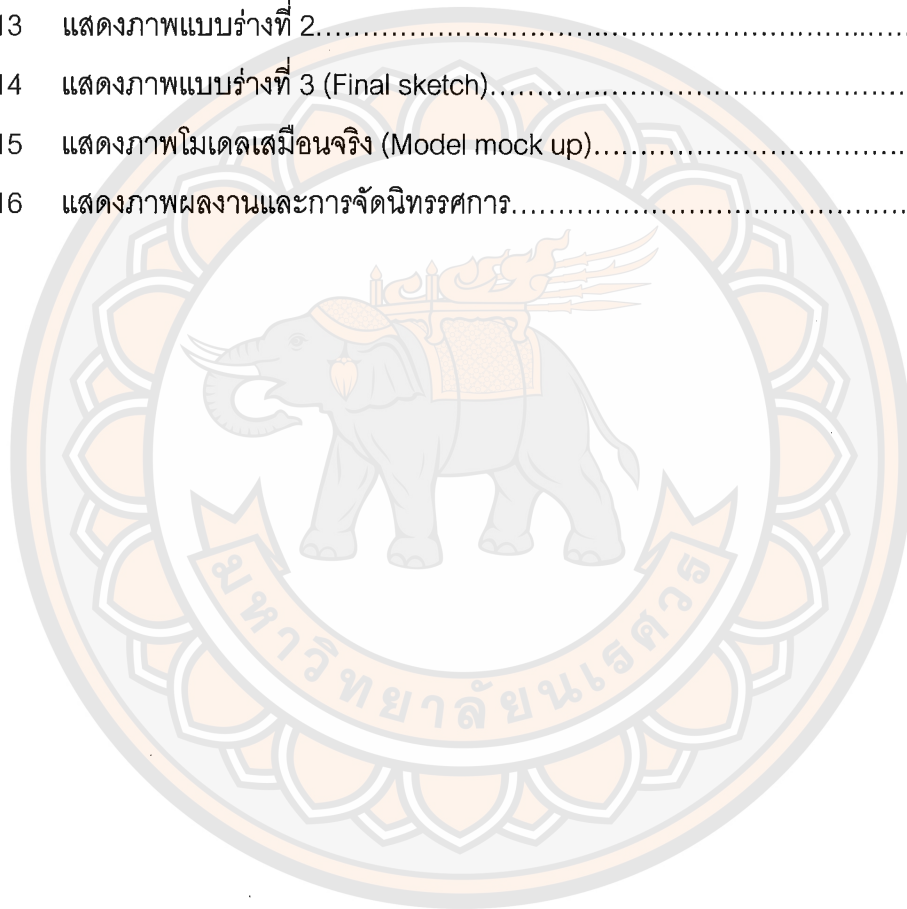 13 แสดงภาพแบบร่างที่ 2..............................................................
14 แสดงภาพแบบร่างที่ 3 (Final sketch)..............................................
15 แสดงภาพโมเดลเสมือนจริง (Model mock up)..................................
16 แสดงภาพผลงานและการจัดนิทรรศการ..........................................
มหาวิทยาลัยนเรศวร